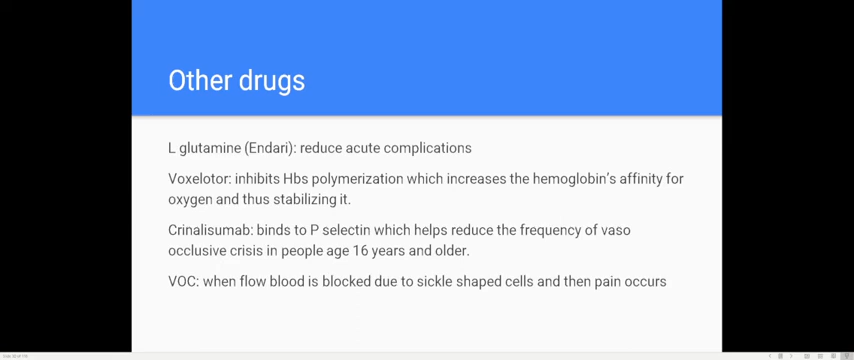 Other drugs
L glutamine (Endari): reduce acute complications
Voxelotor: inhibits Hbs polymerization which increases the hemoglobin's affinity for
oxygen and thus stabilizing it.
Crinalisumab: binds to P selectin which helps reduce the frequency of vaso
occlusive crisis in people age 16 years and older.
VOC: when flow blood is blocked due to sickle shaped cells and then pain occurs